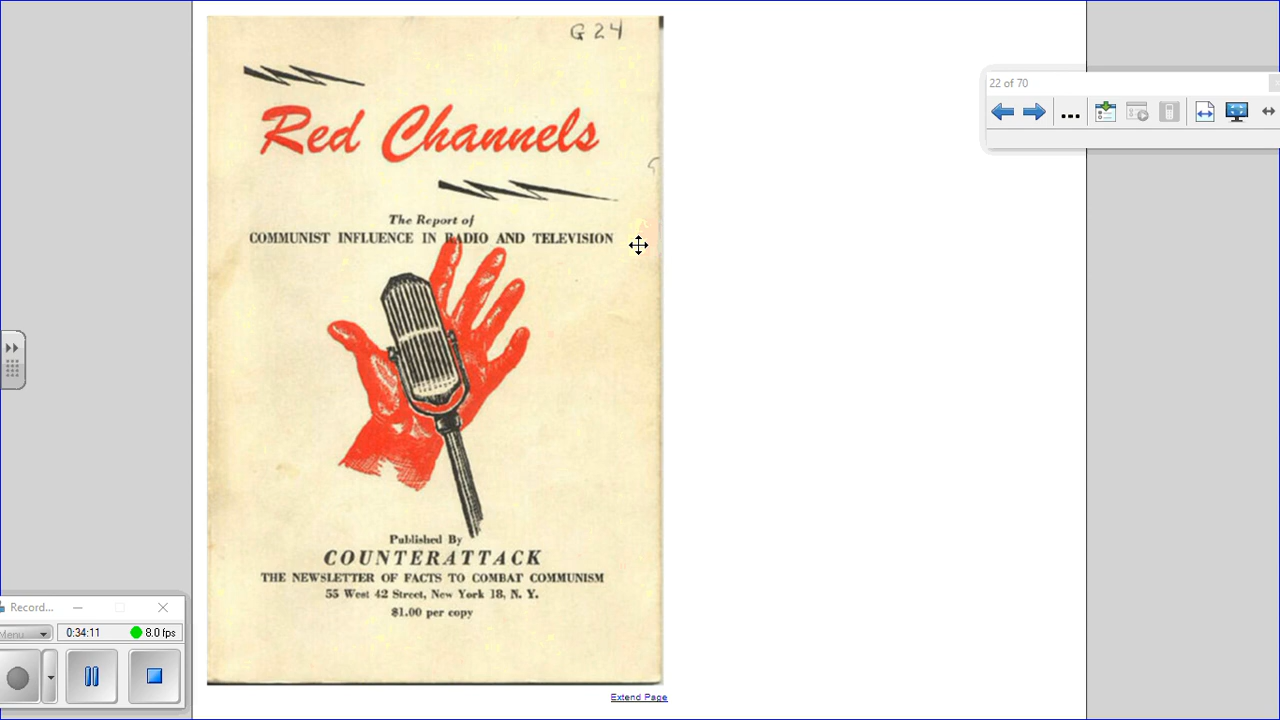 G 24
Red Channels
The Report of
COMMUNIST INFLUENCE IN RADIO AND TELEVISION
Published By
COUNTERATTACK
THE NEWSLETTER OF FACTS TO COMBAT COMMUNISM
55 West 42 Street, New York 18, N. Y.
$1.00 per copy
Extend Page
22 of 70
...
Record...
Menu
0:34:11
8.0 fps